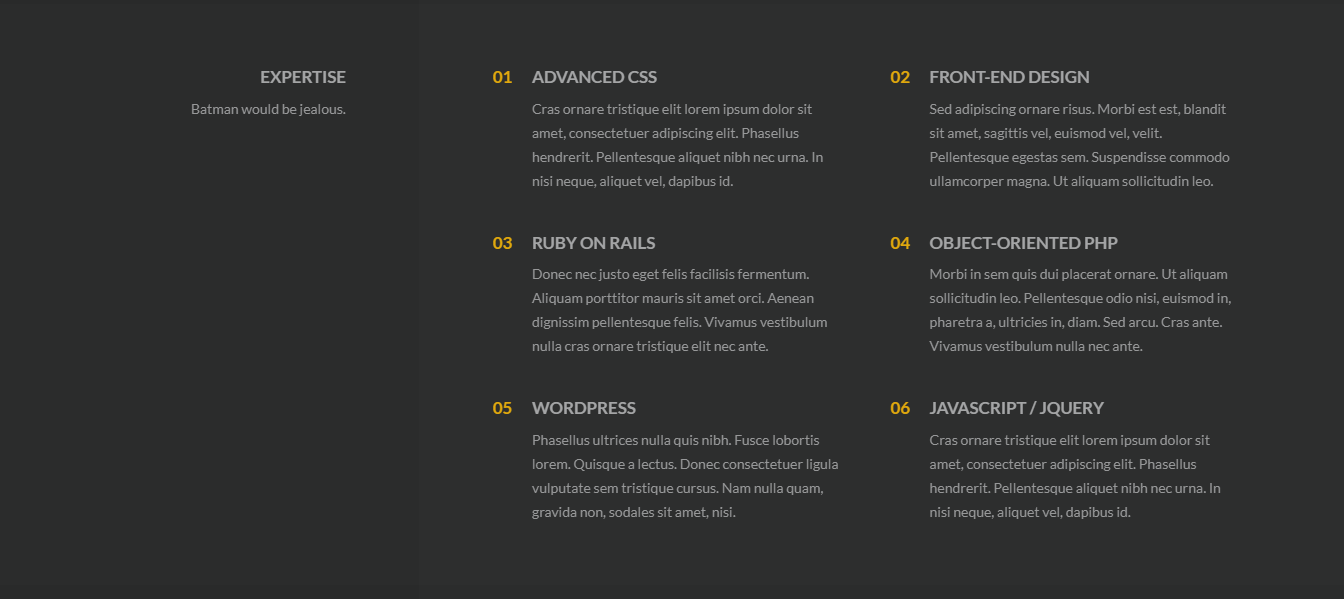 EXPERTISE
Batman would be jealous.
01 ADVANCED CSS
Cras ornare tristique elit lorem ipsum dolor sit
amet, consectetuer adipiscing elit. Phasellus
hendrerit. Pellentesque aliquet nibh nec urna. In
nisi neque, aliquet vel, dapibus id.
02 FRONT-END DESIGN
Sed adipiscing ornare risus. Morbi est est, blandit
sit amet, sagittis vel, euismod vel, velit.
Pellentesque egestas sem. Suspendisse commodo
ullamcorper magna. Ut aliquam sollicitudin leo.
03 RUBY ON RAILS
Donec nec justo eget felis facilisis fermentum.
Aliquam porttitor mauris sit amet orci. Aenean
dignissim pellentesque felis. Vivamus vestibulum
nulla cras ornare tristique elit nec ante.
04 OBJECT-ORIENTED PHP
Morbi in sem quis dui placerat ornare. Ut aliquam
sollicitudin leo. Pellentesque odio nisi, euismod in,
pharetra a, ultricies in, diam. Sed arcu. Cras ante.
Vivamus vestibulum nulla nec ante.
05 WORDPRESS
Phasellus ultrices nulla quis nibh. Fusce lobortis
lorem. Quisque a lectus. Donec consectetuer ligula
vulputate sem tristique cursus. Nam nulla quam,
gravida non, sodales sit amet, nisi.
06 JAVASCRIPT / JQUERY
Cras ornare tristique elit lorem ipsum dolor sit
amet, consectetuer adipiscing elit. Phasellus
hendrerit. Pellentesque aliquet nibh nec urna. In
nisi neque, aliquet vel, dapibus id.